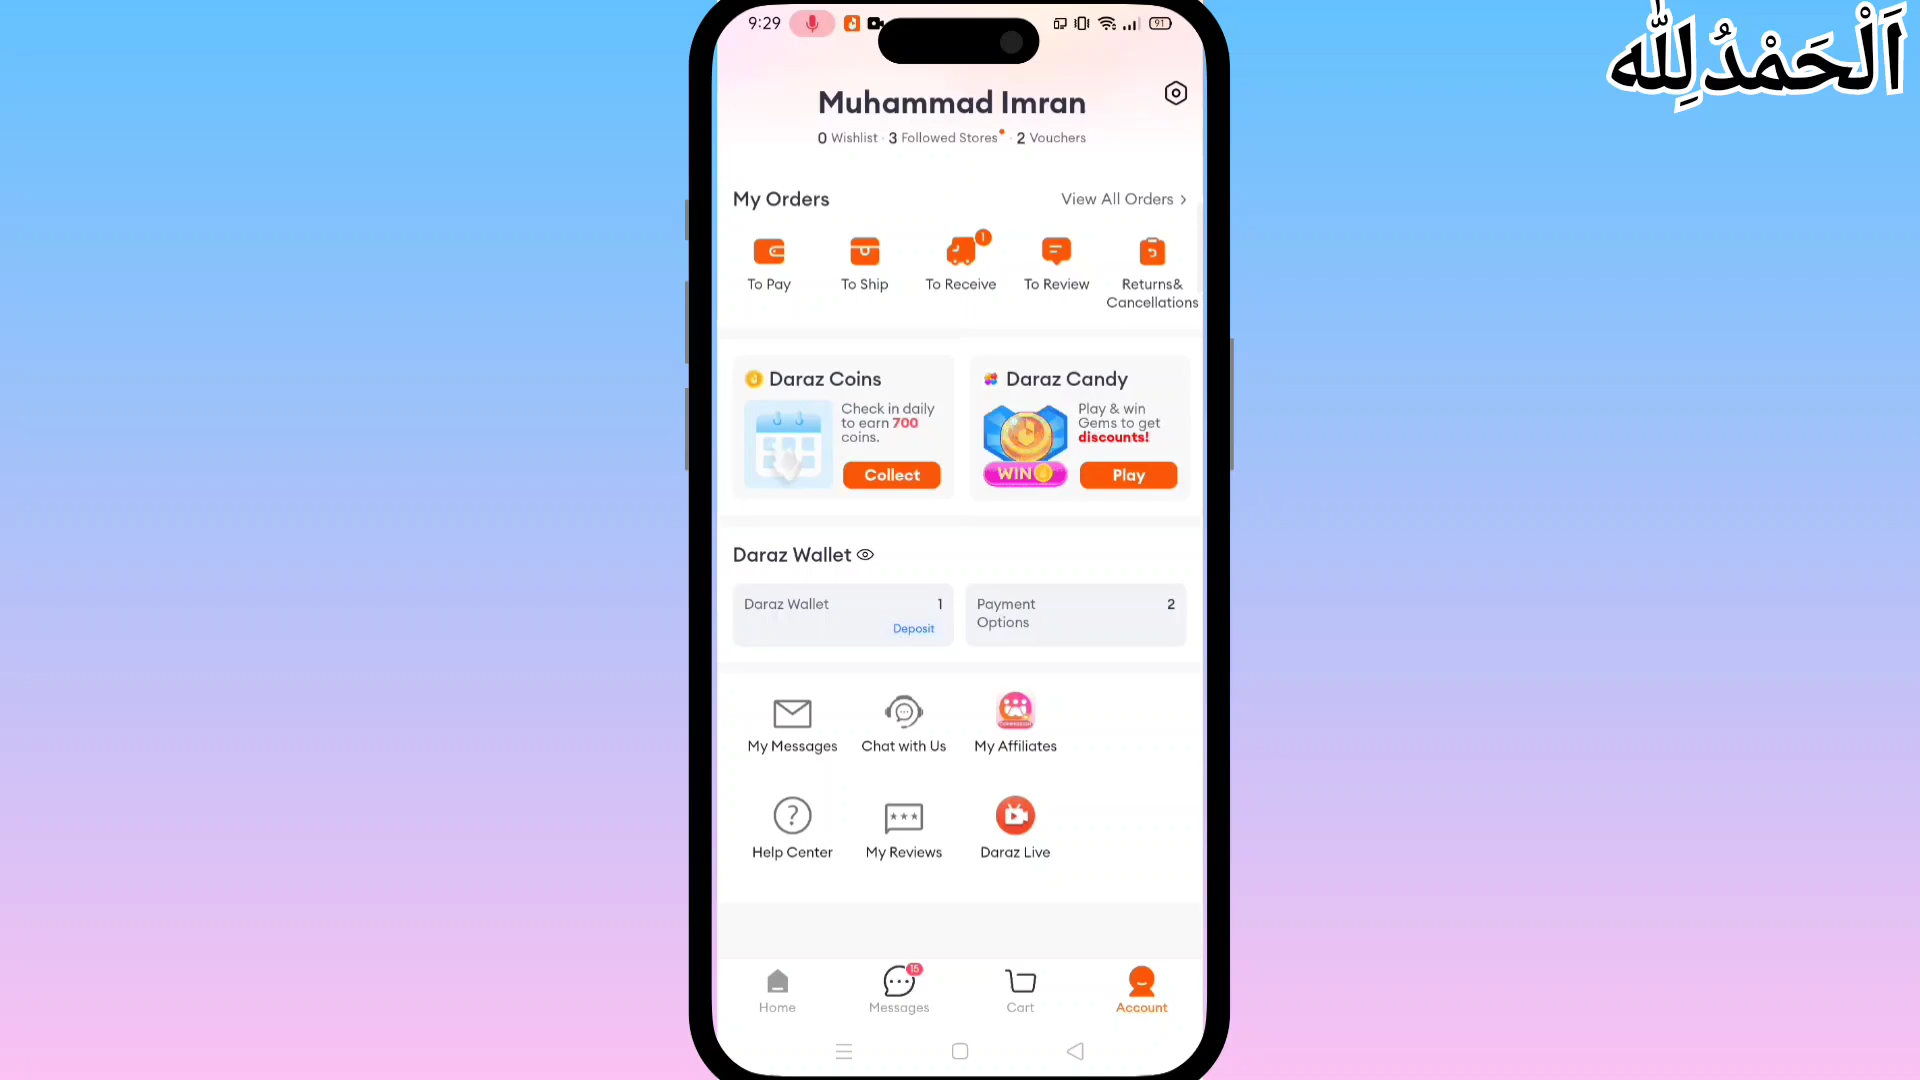 9:29
91
اَلْحَمْدُلِلّٰه
Muhammad Imran
0 Wishlist · 3 Followed Stores · 2 Vouchers
My Orders
View All Orders >
1
To Pay
To Ship
To Receive
To Review
Returns&
Cancellations
Daraz Coins
Check in daily
to earn 700
coins.
Collect
Daraz Candy
Play & win
Gems to get
discounts!
WIN
Play
Daraz Wallet
Daraz Wallet 1
Deposit
Payment 2
Options
My Messages
Chat with Us
My Affiliates
Help Center
My Reviews
Daraz Live
15
Home
Messages
Cart
Account